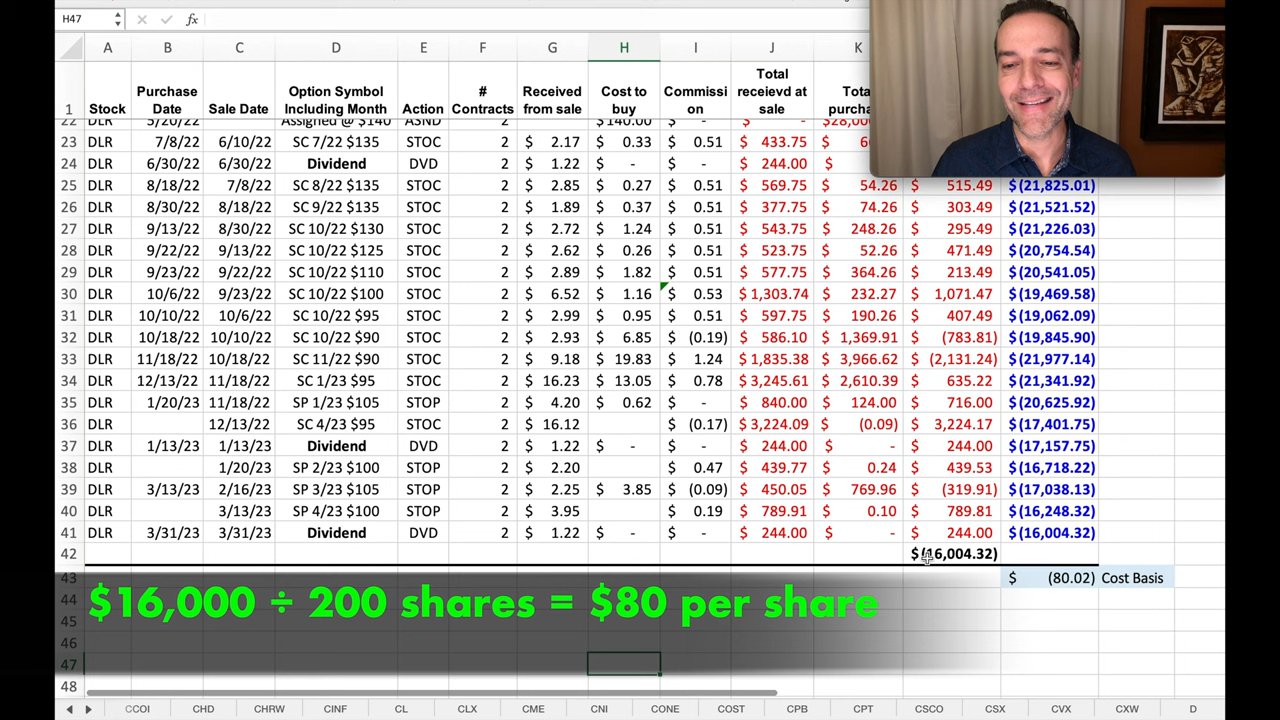 H47 fx
A B C D E F G H I J K
1 Stock Purchase Date Sale Date Option Symbol Including Month Action # Contracts Received from sale Cost to buy Commissi on Total receievd at sale
22 DLR 5/20/22 Assigned @ $140 ASND 2 $140.00 - $ -
23 DLR 7/8/22 6/10/22 SC 7/22 $135 STOC 2 $ 2.17 $ 0.33 $ 0.51 $ 433.75 $
24 DLR 6/30/22 6/30/22 Dividend DVD 2 $ 1.22 $ - $ - $ 244.00 $
25 DLR 8/18/22 7/8/22 SC 8/22 $135 STOC 2 $ 2.85 $ 0.27 $ 0.51 $ 569.75 $ 54.26 $ 515.49 $(21,825.01)
26 DLR 8/30/22 8/18/22 SC 9/22 $135 STOC 2 $ 1.89 $ 0.37 $ 0.51 $ 377.75 $ 74.26 $ 303.49 $(21,521.52)
27 DLR 9/13/22 8/30/22 SC 10/22 $130 STOC 2 $ 2.72 $ 1.24 $ 0.51 $ 543.75 $ 248.26 $ 295.49 $(21,226.03)
28 DLR 9/22/22 9/13/22 SC 10/22 $125 STOC 2 $ 2.62 $ 0.26 $ 0.51 $ 523.75 $ 52.26 $ 471.49 $(20,754.54)
29 DLR 9/23/22 9/22/22 SC 10/22 $110 STOC 2 $ 2.89 $ 1.82 $ 0.51 $ 577.75 $ 364.26 $ 213.49 $(20,541.05)
30 DLR 10/6/22 9/23/22 SC 10/22 $100 STOC 2 $ 6.52 $ 1.16 $ 0.53 $ 1,303.74 $ 232.27 $ 1,071.47 $(19,469.58)
31 DLR 10/10/22 10/6/22 SC 10/22 $95 STOC 2 $ 2.99 $ 0.95 $ 0.51 $ 597.75 $ 190.26 $ 407.49 $(19,062.09)
32 DLR 10/18/22 10/10/22 SC 10/22 $90 STOC 2 $ 2.93 $ 6.85 $ (0.19) $ 586.10 $ 1,369.91 $ (783.81) $(19,845.90)
33 DLR 11/18/22 10/18/22 SC 11/22 $90 STOC 2 $ 9.18 $ 19.83 $ 1.24 $ 1,835.38 $ 3,966.62 $ (2,131.24) $(21,977.14)
34 DLR 12/13/22 11/18/22 SC 1/23 $95 STOC 2 $ 16.23 $ 13.05 $ 0.78 $ 3,245.61 $ 2,610.39 $ 635.22 $(21,341.92)
35 DLR 1/20/23 11/18/22 SP 1/23 $105 STOP 2 $ 4.20 $ 0.62 $ - $ 840.00 $ 124.00 $ 716.00 $(20,625.92)
36 DLR 12/13/22 SC 4/23 $95 STOC 2 $ 16.12 $ (0.17) $ 3,224.09 $ (0.09) $ 3,224.17 $(17,401.75)
37 DLR 1/13/23 1/13/23 Dividend DVD 2 $ 1.22 $ - $ - $ 244.00 $ - $ 244.00 $(17,157.75)
38 DLR 1/20/23 SP 2/23 $100 STOP 2 $ 2.20 $ 0.47 $ 439.77 $ 0.24 $ 439.53 $(16,718.22)
39 DLR 3/13/23 2/16/23 SP 3/23 $105 STOP 2 $ 2.25 $ 3.85 $ (0.09) $ 450.05 $ 769.96 $ (319.91) $(17,038.13)
40 DLR 3/13/23 SP 4/23 $100 STOP 2 $ 3.95 $ 0.19 $ 789.91 $ 0.10 $ 789.81 $(16,248.32)
41 DLR 3/31/23 3/31/23 Dividend DVD 2 $ 1.22 $ - $ - $ 244.00 $ - $ 244.00 $(16,004.32)
42 $(16,004.32)
43 $ (80.02) Cost Basis
$16,000 ÷ 200 shares = $80 per share
44
45
46
47
48
CCOI CHD CHRW CINF CL CLX CME CNI CONE COST CPB CPT CSCO CSX CVX CXW D